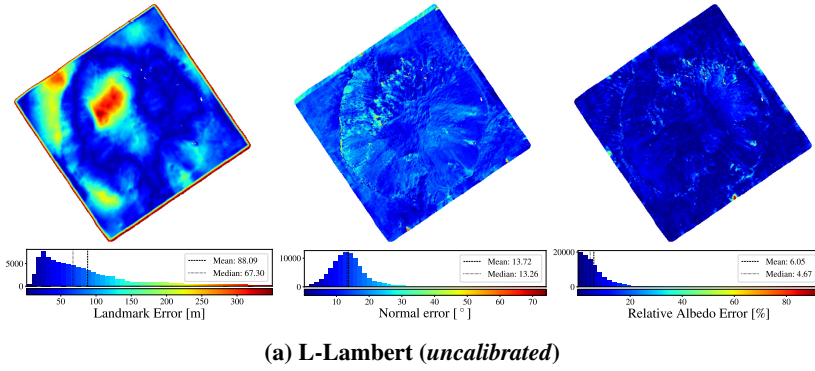 5000
0
Mean: 88.09
Median: 67.30
50 100 150 200 250 300
Landmark Error [m]
10000
0
Mean: 13.72
Median: 13.26
10 20 30 40 50 60 70
Normal error [°]
20000
0
Mean: 6.05
Median: 4.67
20 40 60 80
Relative Albedo Error [%]
(a) L-Lambert (uncalibrated)